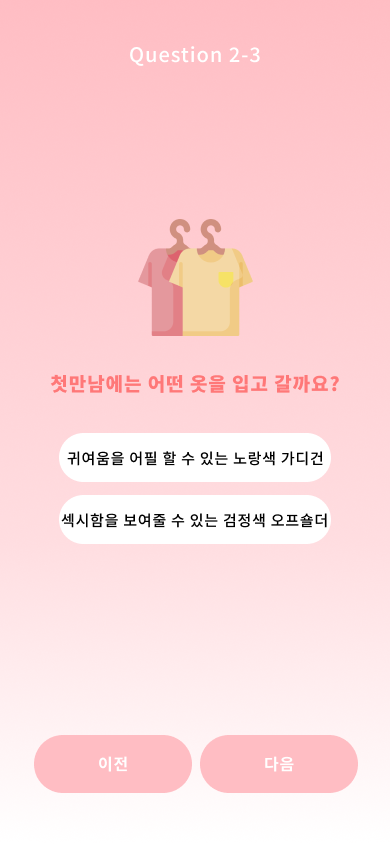 Question 2-3
첫만남에는 어떤 옷을 입고 갈까요?
귀여움을 어필 할 수 있는 노랑색 가디건
섹시함을 보여줄 수 있는 검정색 오프숄더
이전
다음